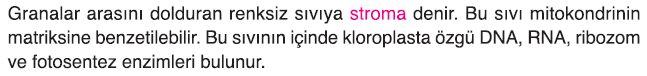 Granalar arasını dolduran renksiz sıvıya stroma denir. Bu sıvı mitokondrinin
matriksine benzetilebilir. Bu sıvının içinde kloroplasta özgü DNA, RNA, ribozom
ve fotosentez enzimleri bulunur.